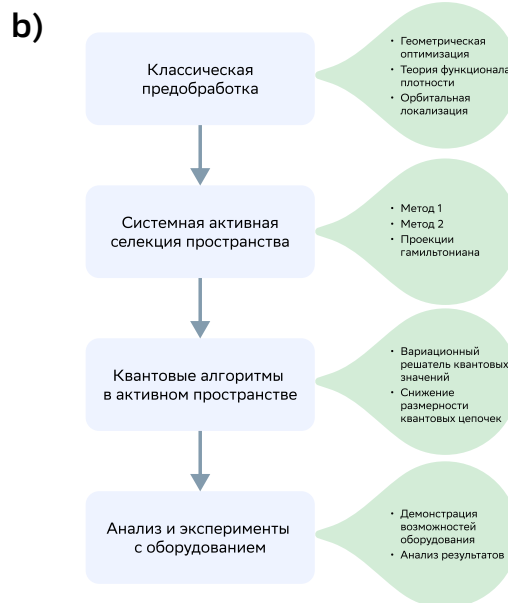 b)
Классическая
предобработка
• Геометрическая
оптимизация
• Теория функционала
плотности
• Орбитальная
локализация
Системная активная
селекция пространства
• Метод 1
• Метод 2
• Проекции
гамильтониана
Квантовые алгоритмы
в активном пространстве
• Вариационный
решатель квантовых
значений
• Снижение
размерности
квантовых цепочек
Анализ и эксперименты
с оборудованием
• Демонстрация
возможностей
оборудования
• Анализ результатов